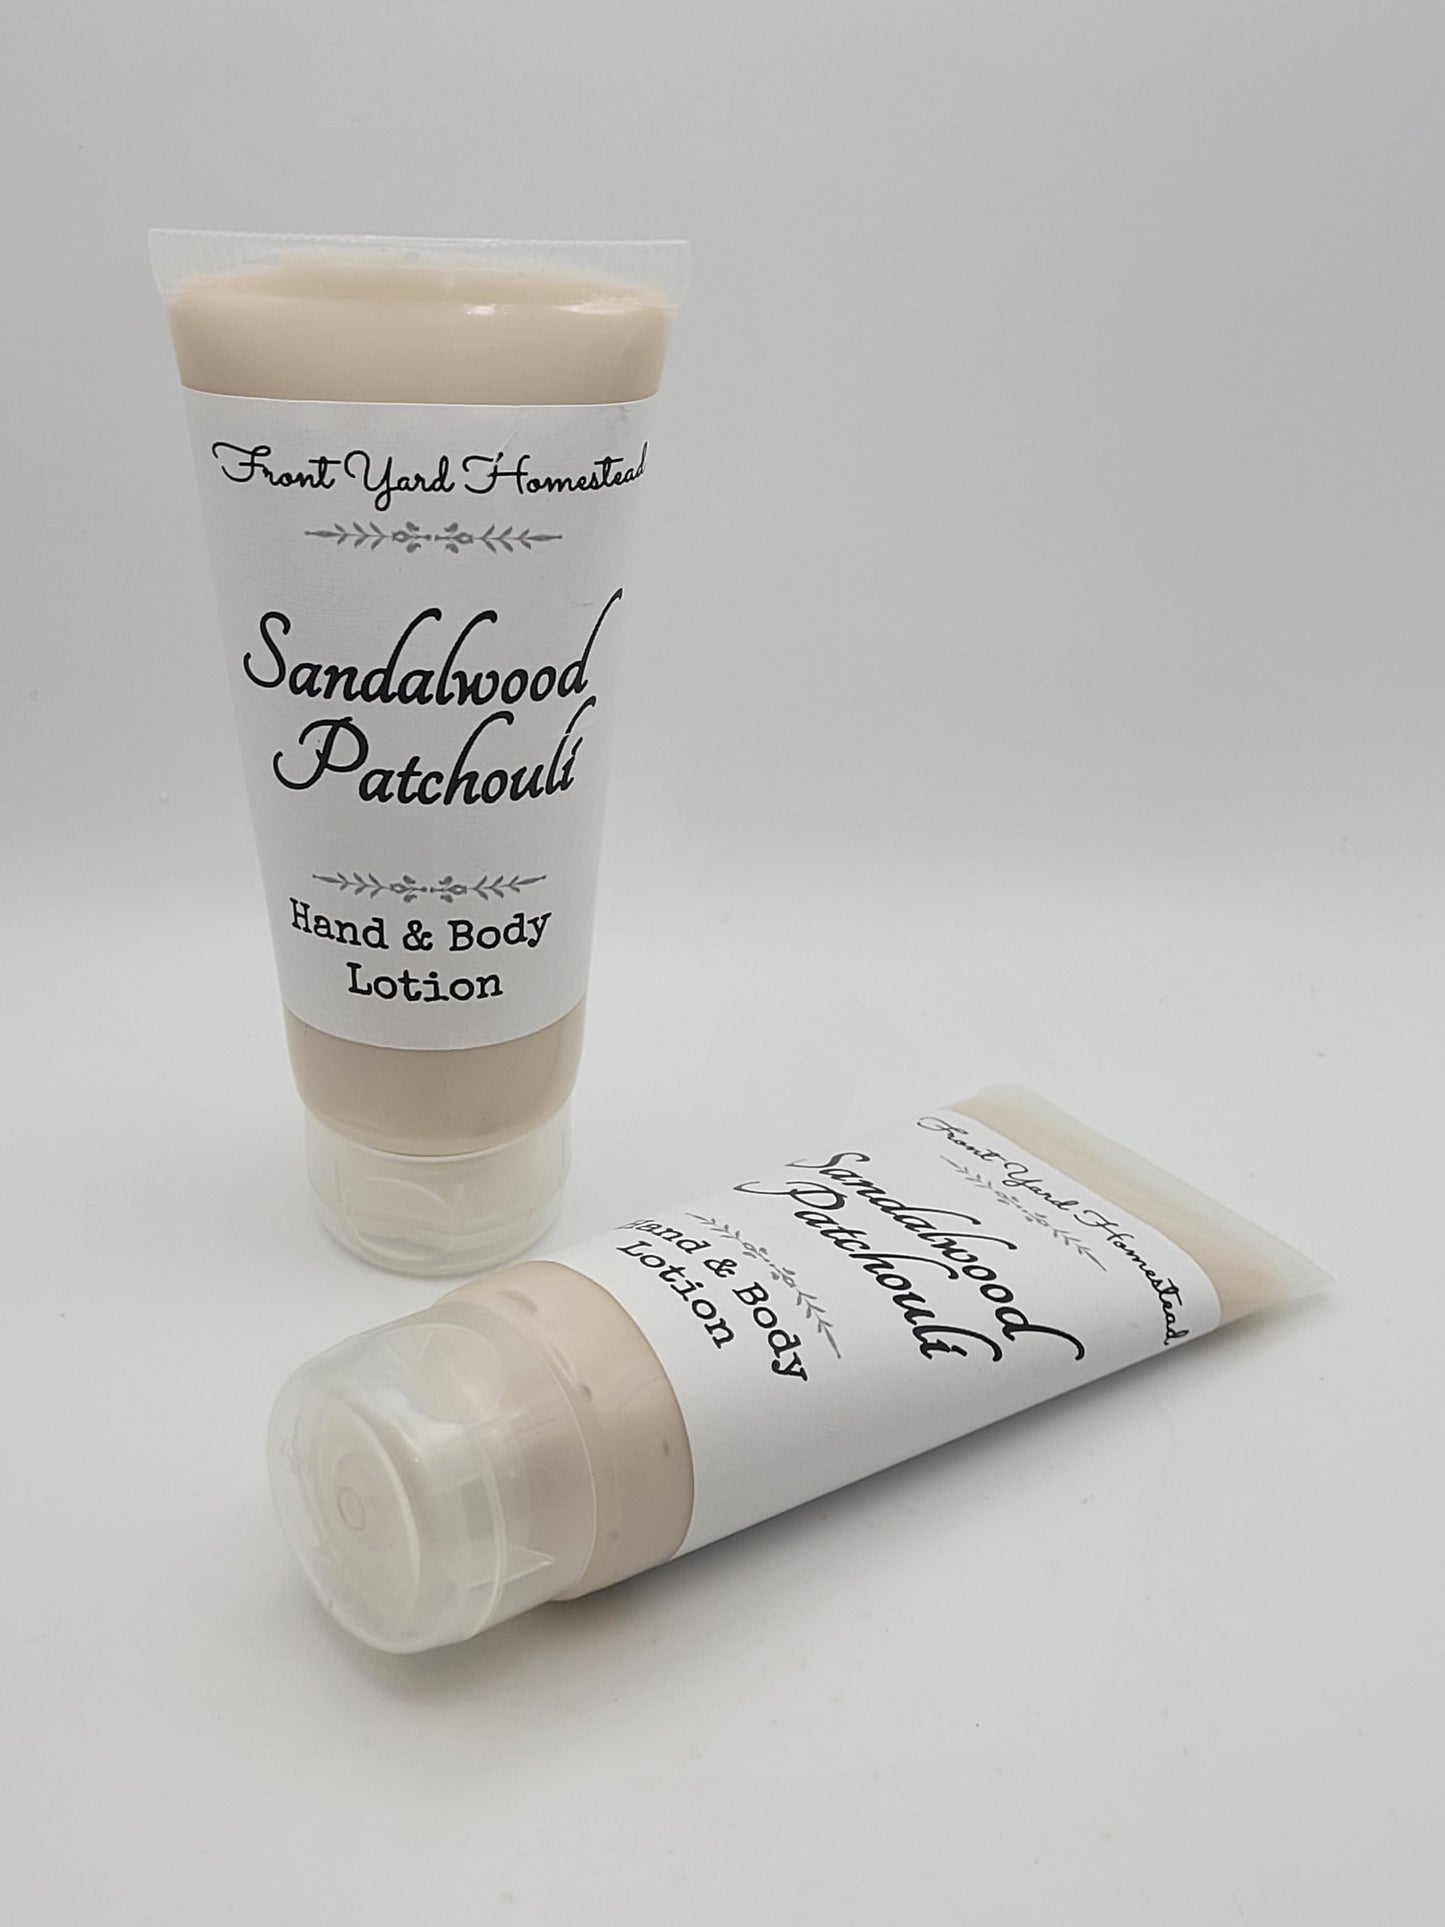 Front Yard Homestead
Sandalwood
Patchouli
Hand & Body
Lotion
Front Yard Homestead
Sandalwood
Patchouli
Hand & Body
Lotion